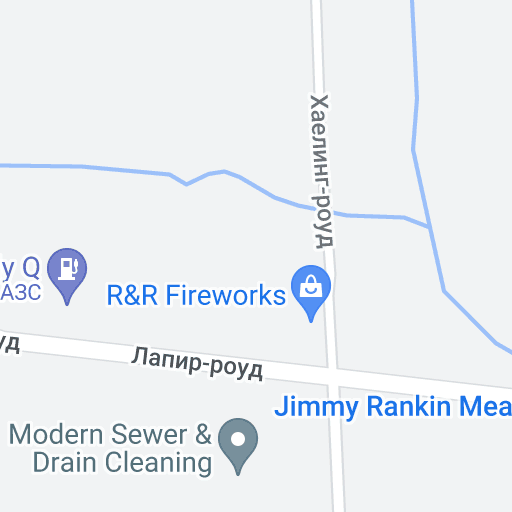 Хаелинг-роуд
y Q
АЗС
R&R Fireworks
уд
Лапир-роуд
Jimmy Rankin Mea
Modern Sewer &
Drain Cleaning